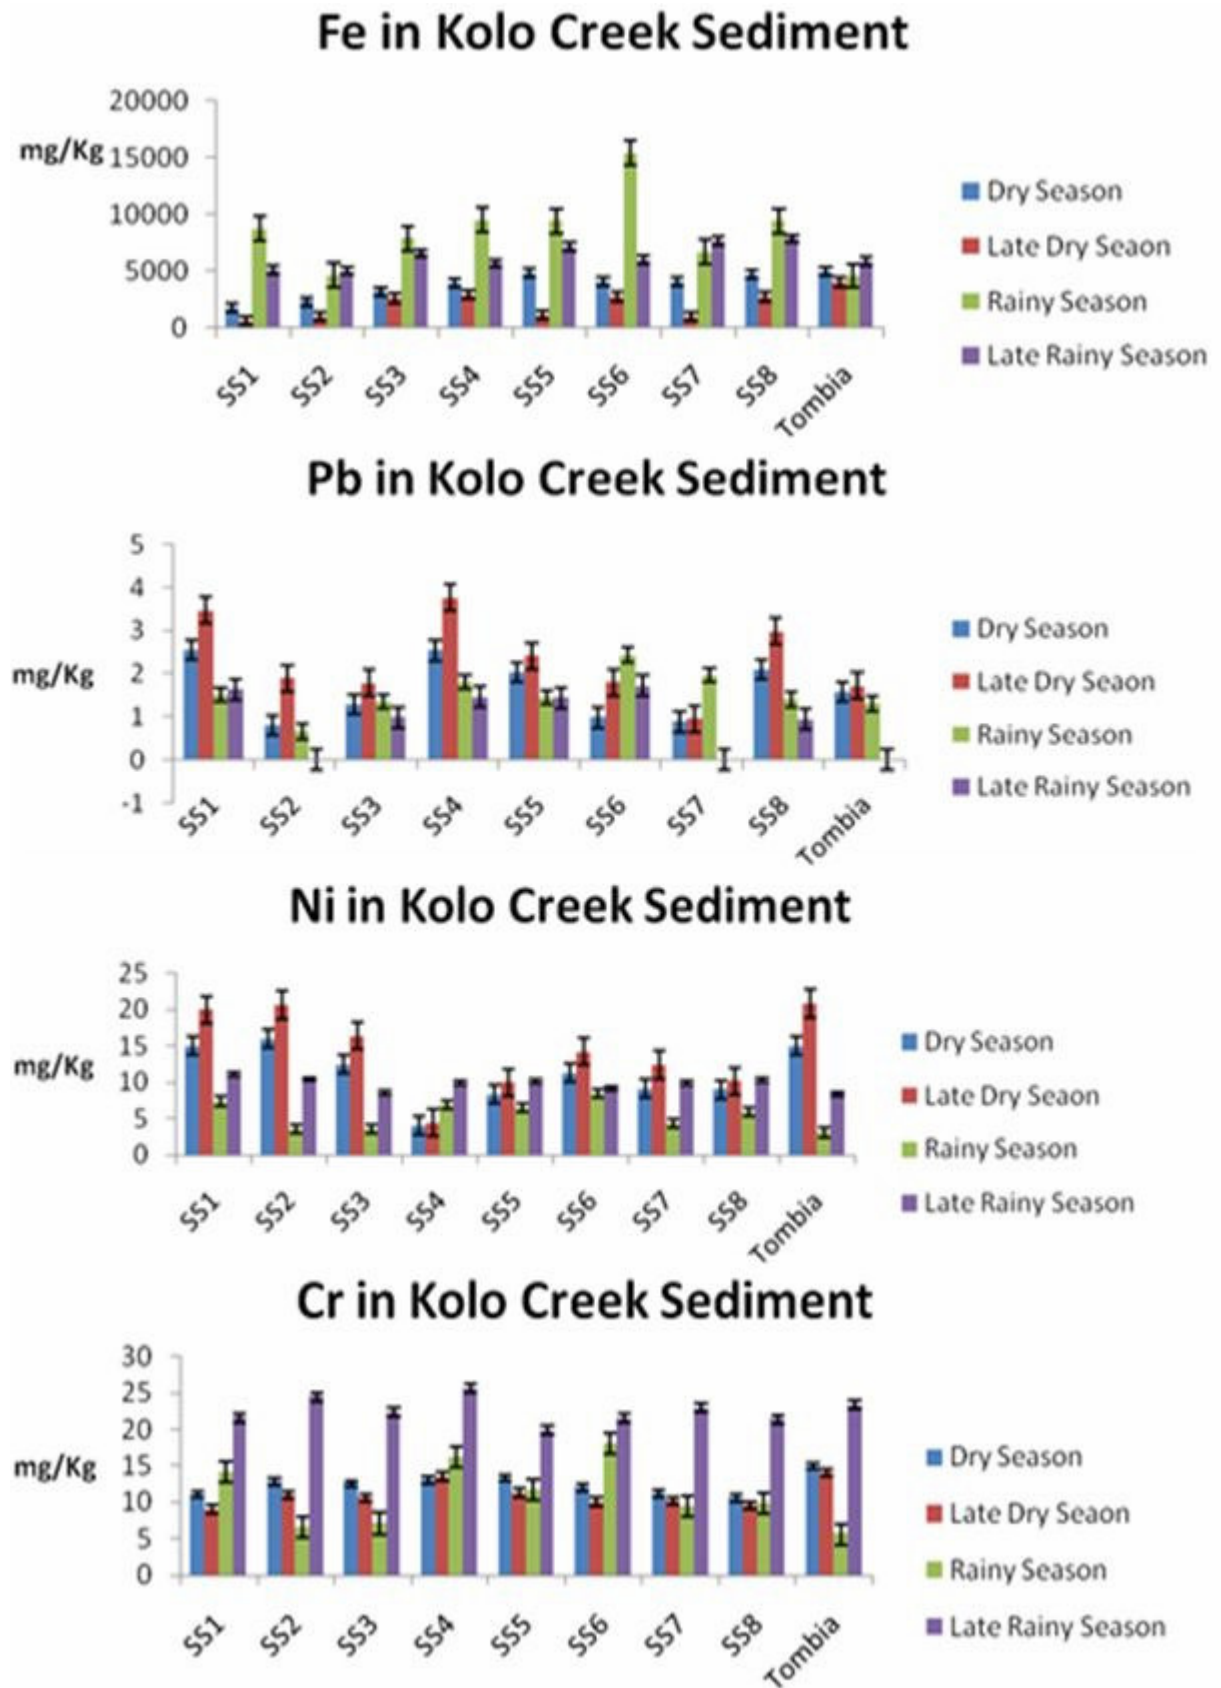 Fe in Kolo Creek Sediment
20000
mg/Kg
15000
10000
5000
0
SS1 SS2 SS3 SS4 SS5 SS6 SS7 SS8 Tombia
Dry Season
Late Dry Seaon
Rainy Season
Late Rainy Season
Pb in Kolo Creek Sediment
5
4
3
2
mg/Kg
1
0
-1
SS1 SS2 SS3 SS4 SS5 SS6 SS7 SS8 Tombia
Dry Season
Late Dry Seaon
Rainy Season
Late Rainy Season
Ni in Kolo Creek Sediment
25
20
15
mg/Kg
10
5
0
SS1 SS2 SS3 SS4 SS5 SS6 SS7 SS8 Tombia
Dry Season
Late Dry Seaon
Rainy Season
Late Rainy Season
Cr in Kolo Creek Sediment
30
25
20
15
mg/Kg
10
5
0
SS1 SS2 SS3 SS4 SS5 SS6 SS7 SS8 Tombia
Dry Season
Late Dry Seaon
Rainy Season
Late Rainy Season